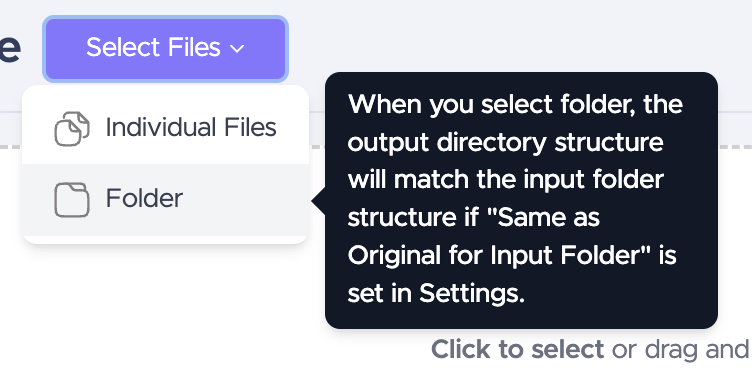 e
Select Files
Individual Files
Folder
When you select folder, the
output directory structure
will match the input folder
structure if "Same as
Original for Input Folder" is
set in Settings.
Click to select or drag and